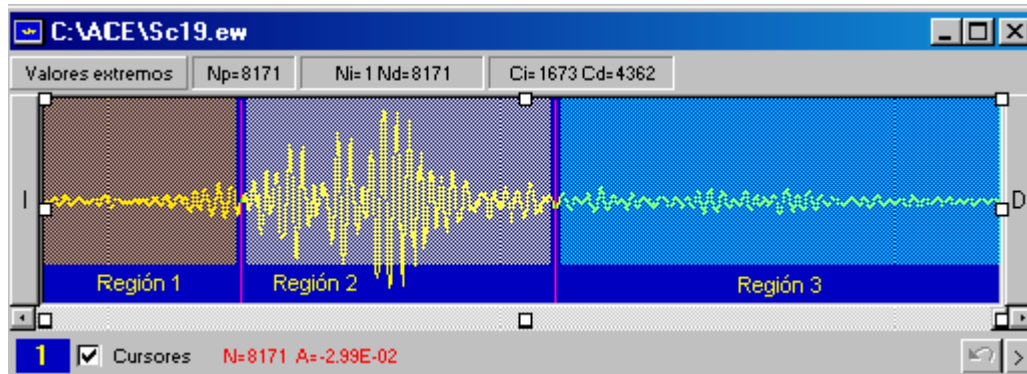 C:\ACE\Sc19.ew
Valores extremos Np=8171 Ni=1 Nd=8171 Ci=1673 Cd=4362
I D
Región 1 Región 2 Región 3
1 Cursores N=8171 A=-2.99E-02 >